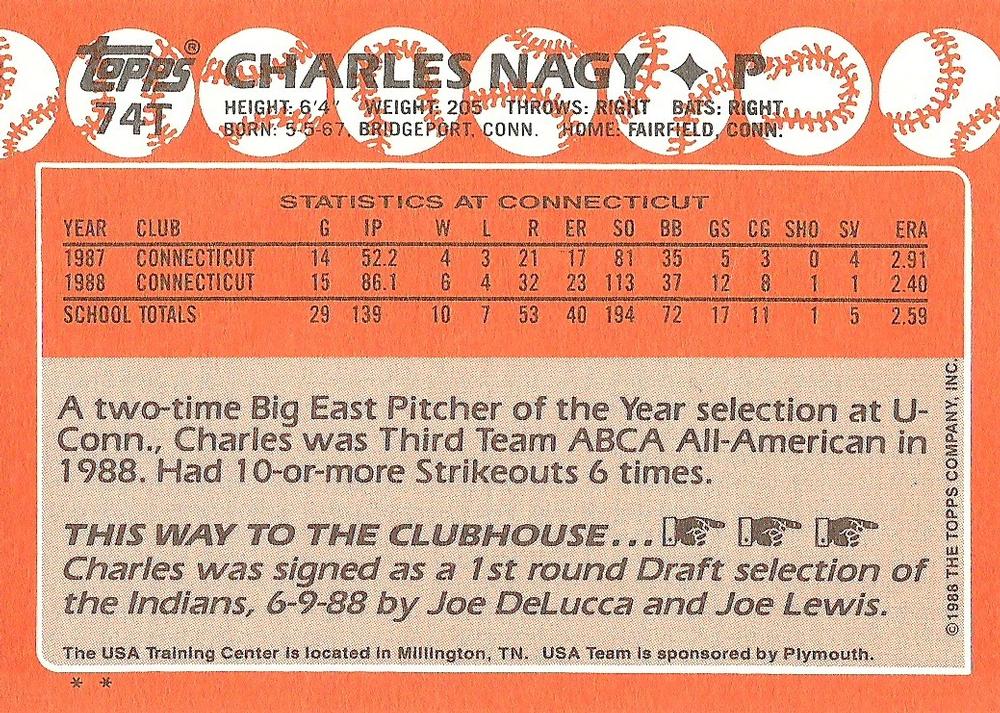 topps® CHARLES NAGY ✦ P
74T HEIGHT: 6'4" WEIGHT: 205 THROWS: RIGHT BATS: RIGHT
BORN: 5-5-67, BRIDGEPORT, CONN. HOME: FAIRFIELD, CONN.
STATISTICS AT CONNECTICUT
YEAR CLUB G IP W L R ER SO BB GS CG SHO SV ERA
1987 CONNECTICUT 14 52.2 4 3 21 17 81 35 5 3 0 4 2.91
1988 CONNECTICUT 15 86.1 6 4 32 23 113 37 12 8 1 1 2.40
SCHOOL TOTALS 29 139 10 7 53 40 194 72 17 11 1 5 2.59
A two-time Big East Pitcher of the Year selection at U-
Conn., Charles was Third Team ABCA All-American in
1988. Had 10-or-more Strikeouts 6 times.
THIS WAY TO THE CLUBHOUSE...
Charles was signed as a 1st round Draft selection of
the Indians, 6-9-88 by Joe DeLucca and Joe Lewis.
The USA Training Center is located in Millington, TN. USA Team is sponsored by Plymouth.
* *
©1988 THE TOPPS COMPANY, INC.